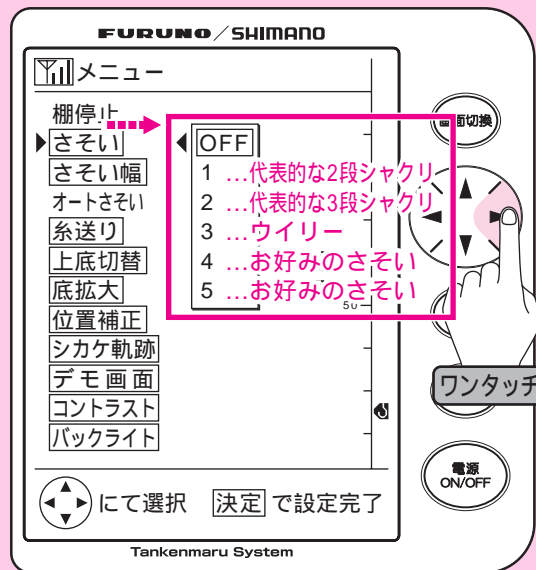 FURUNO/SHIMANO
メニュー
棚停止
さそい
さそい幅
オートさそい
糸送り
上底切替
底拡大
位置補正
シカケ軌跡
デモ画面
コントラスト
バックライト
OFF
1 …代表的な2段シャクリ
2 …代表的な3段シャクリ
3 …ウイリー
4 …お好みのさそい
5 …お好みのさそい
50
にて選択 決定 で設定完了
Tankenmaru System
画面切換
ワンタッチ
電源
ON/OFF